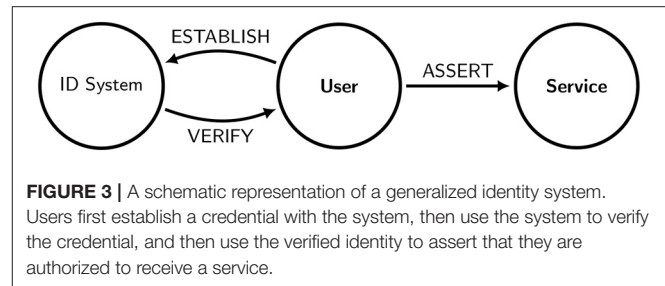 ESTABLISH
ID System
User
ASSERT
Service
VERIFY
FIGURE 3 | A schematic representation of a generalized identity system.
Users first establish a credential with the system, then use the system to verify
the credential, and then use the verified identity to assert that they are
authorized to receive a service.